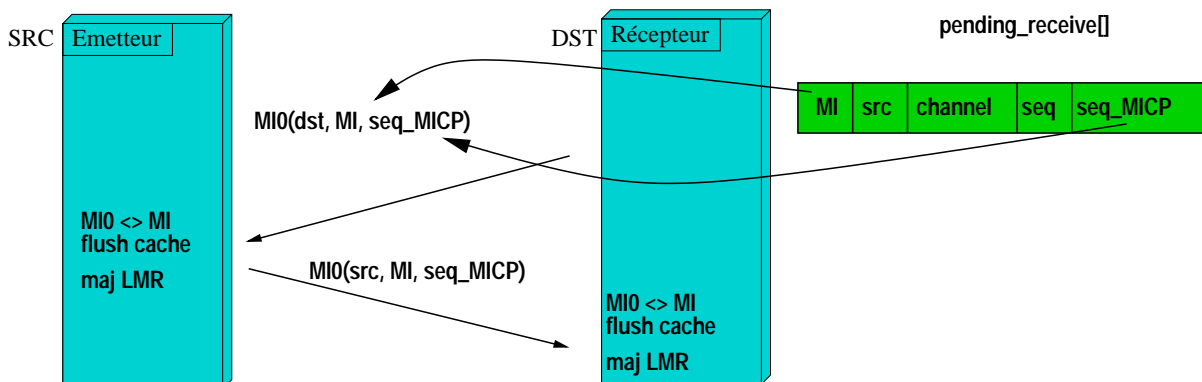 SRC
Emetteur
DST
Récepteur
pending_receive[]
MI src channel seq seq_MICP
MI0(dst, MI, seq_MICP)
MI0 <> MI
flush cache
maj LMR
MI0(src, MI, seq_MICP)
MI0 <> MI
flush cache
maj LMR